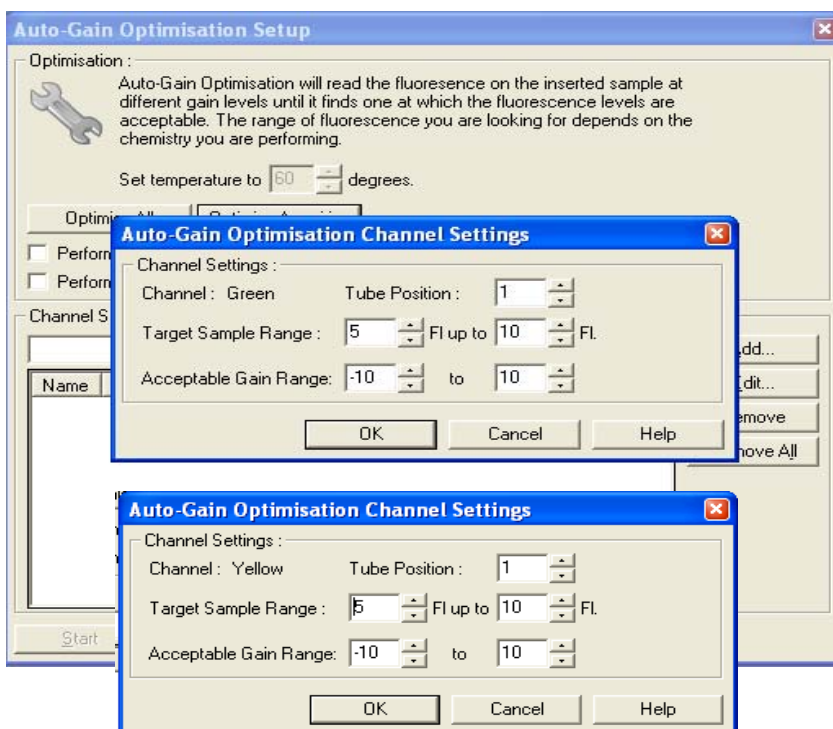 Auto-Gain Optimisation Setup
Optimisation :
Auto-Gain Optimisation will read the fluoresence on the inserted sample at
different gain levels until it finds one at which the fluorescence levels are
acceptable. The range of fluorescence you are looking for depends on the
chemistry you are performing.
Set temperature to 60 degrees.
Auto-Gain Optimisation Channel Settings
Channel Settings :
Channel : Green Tube Position : 1
Target Sample Range : 5 Fl up to 10 Fl.
Acceptable Gain Range: -10 to 10
OK Cancel Help
Name
Auto-Gain Optimisation Channel Settings
Channel Settings :
Channel : Yellow Tube Position : 1
Target Sample Range : 5 Fl up to 10 Fl.
Acceptable Gain Range: -10 to 10
Start
OK Cancel Help